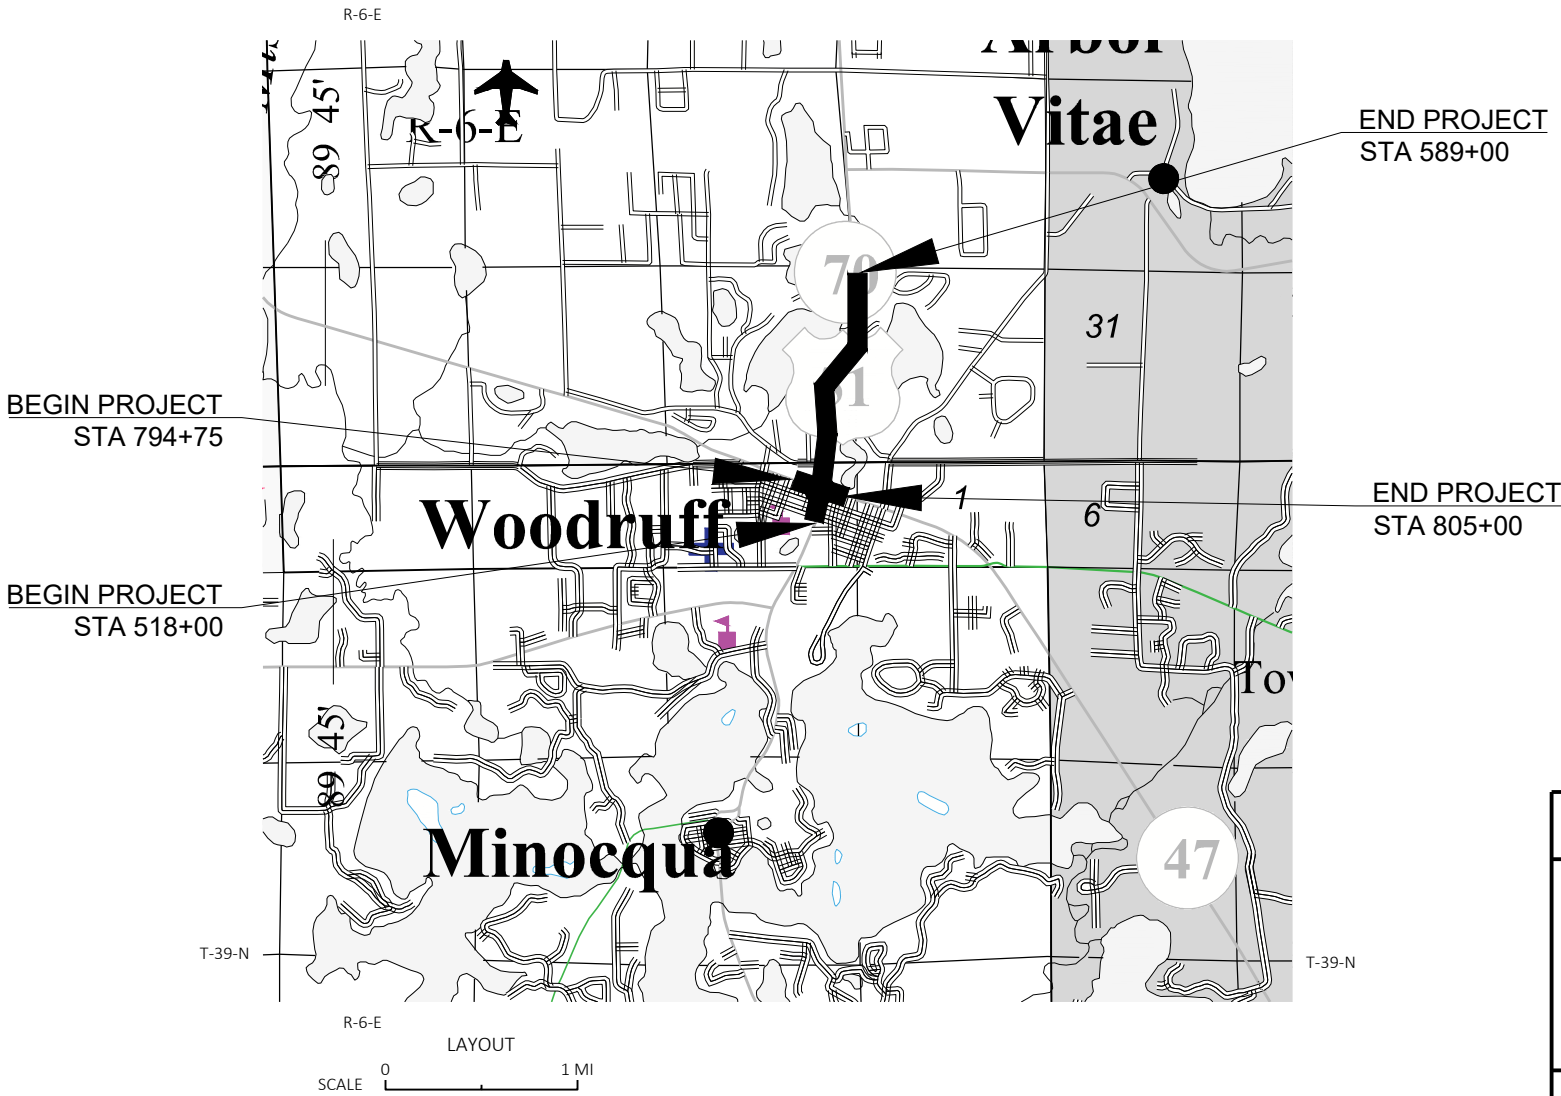 R-6-E
Arbor
Vitae
89 45'
R-6-E
END PROJECT
STA 589+00
70
31
51
BEGIN PROJECT
STA 794+75
Woodruff
1
6
END PROJECT
STA 805+00
BEGIN PROJECT
STA 518+00
89 45'
Minocqua
47
T-39-N
T-39-N
R-6-E
LAYOUT
SCALE 0 1 MI